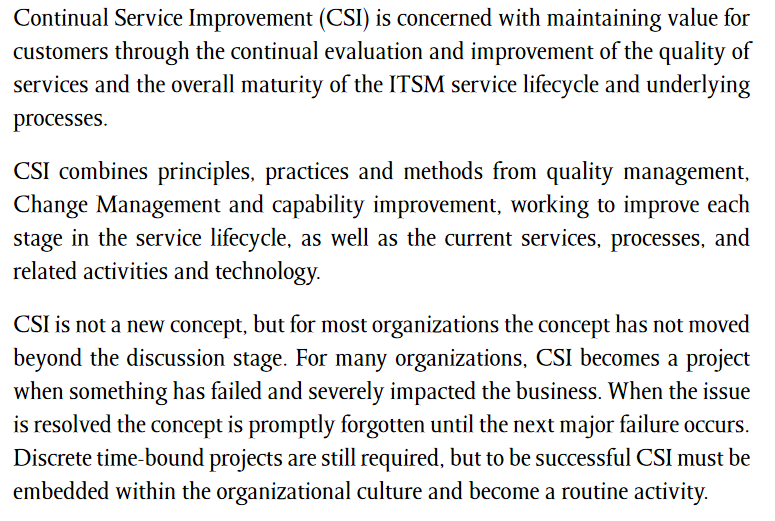 Continual Service Improvement (CSI) is concerned with maintaining value for
customers through the continual evaluation and improvement of the quality of
services and the overall maturity of the ITSM service lifecycle and underlying
processes.
CSI combines principles, practices and methods from quality management,
Change Management and capability improvement, working to improve each
stage in the service lifecycle, as well as the current services, processes, and
related activities and technology.
CSI is not a new concept, but for most organizations the concept has not moved
beyond the discussion stage. For many organizations, CSI becomes a project
when something has failed and severely impacted the business. When the issue
is resolved the concept is promptly forgotten until the next major failure occurs.
Discrete time-bound projects are still required, but to be successful CSI must be
embedded within the organizational culture and become a routine activity.